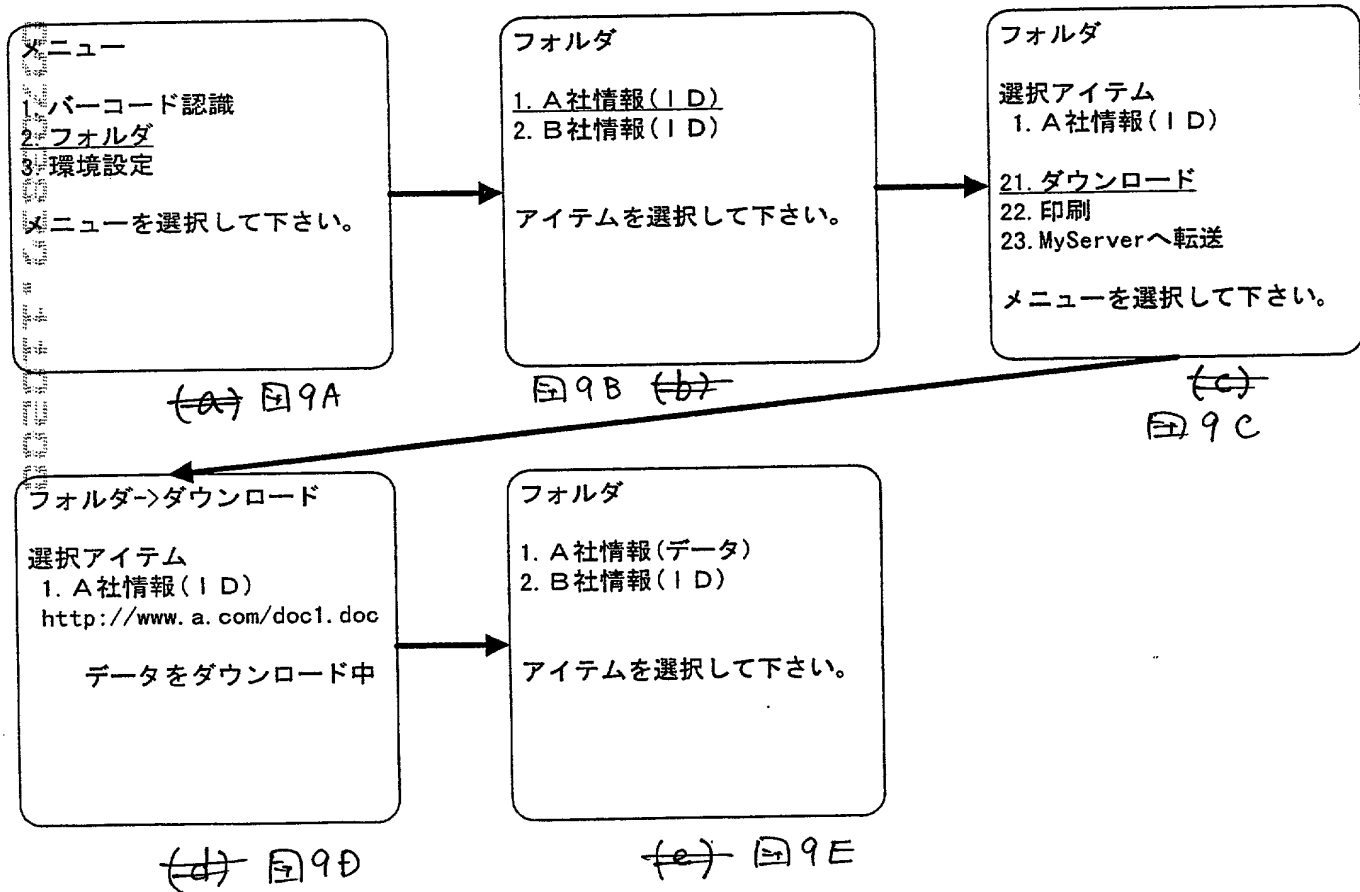 メニュー
1. バーコード認識
2. フォルダ
3. 環境設定
メニューを選択して下さい。
(a) 図9A
フォルダ
1. A社情報(ID)
2. B社情報(ID)
アイテムを選択して下さい。
図9B (b)
フォルダ
選択アイテム
1. A社情報(ID)
21. ダウンロード
22. 印刷
23. MyServerへ転送
メニューを選択して下さい。
(c)
図9C
フォルダ->ダウンロード
選択アイテム
1. A社情報(ID)
http://www.a.com/doc1.doc
データをダウンロード中
(d) 図9D
フォルダ
1. A社情報(データ)
2. B社情報(ID)
アイテムを選択して下さい。
(e) 図9E